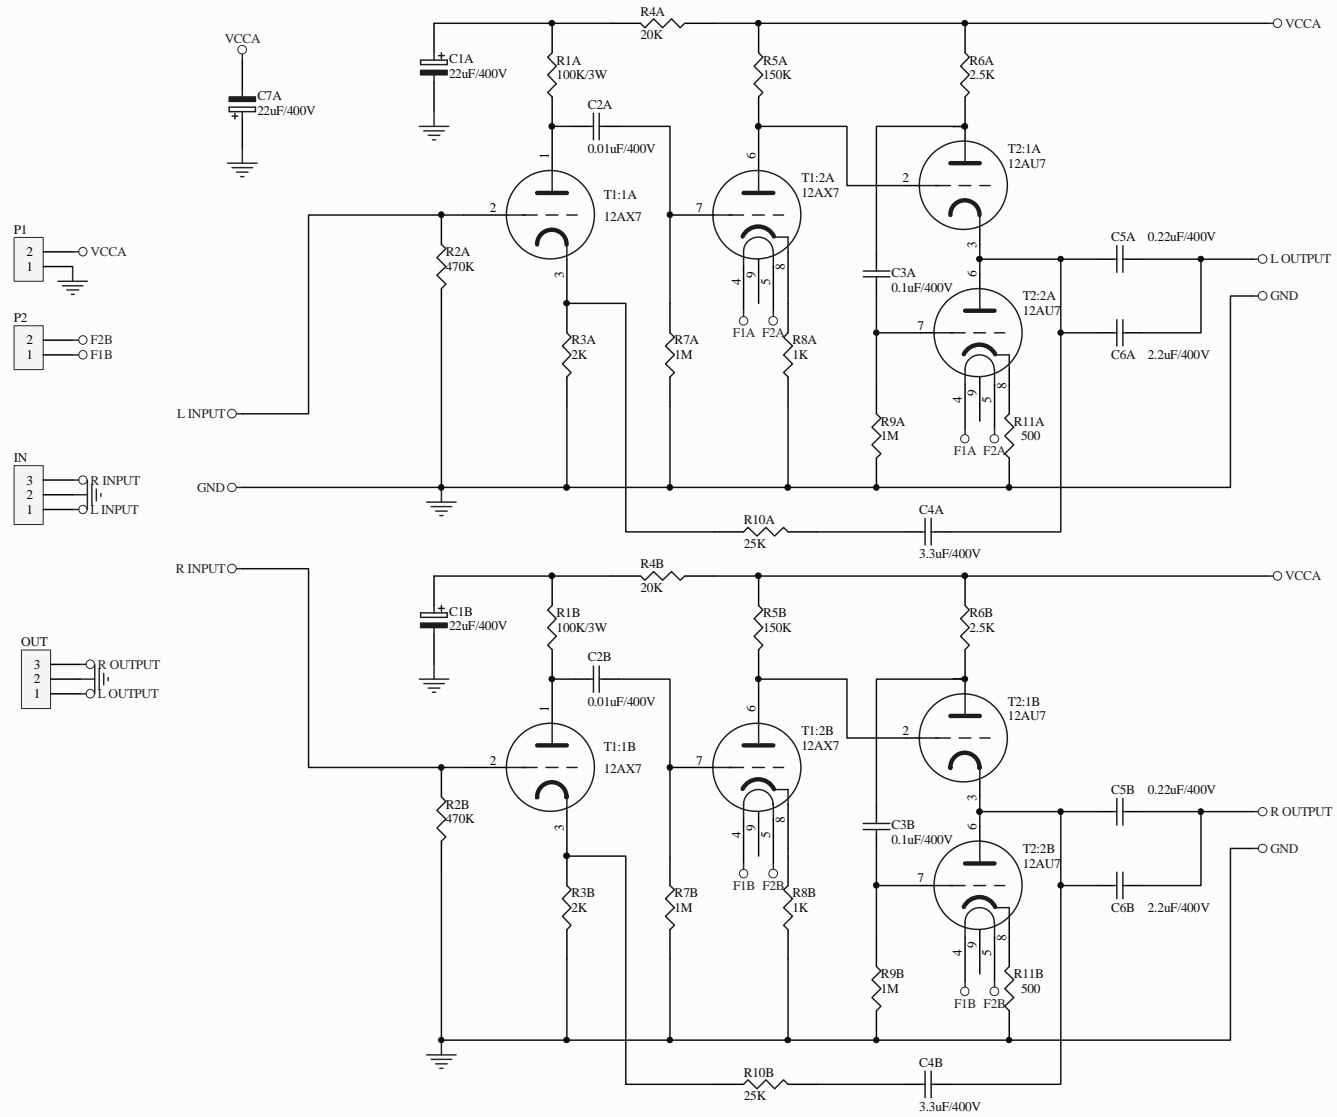 R4A
20K
VCCA
VCCA
C7A
22uF/400V
+
+
C1A
22uF/400V
R1A
100K/3W
C2A
0.01uF/400V
R5A
150K
R6A
2.5K
1
6
T1:1A
12AX7
T1:2A
12AX7
T2:1A
12AU7
2
7
2
3
3
P1
2
VCCA
1
R2A
470K
4
9
5
8
F1A
F2A
C3A
0.1uF/400V
6
T2:2A
12AU7
C5A
0.22uF/400V
L OUTPUT
GND
7
C6A
2.2uF/400V
P2
2
F2B
1
F1B
R3A
2K
R7A
1M
R8A
1K
4
9
5
8
F1A
F2A
R9A
1M
R11A
500
L INPUT
IN
3
R INPUT
2
1
L INPUT
GND
R10A
25K
C4A
3.3uF/400V
R INPUT
R4B
20K
VCCA
+
C1B
22uF/400V
R1B
100K/3W
C2B
0.01uF/400V
R5B
150K
R6B
2.5K
OUT
3
R OUTPUT
2
1
L OUTPUT
1
6
T1:1B
12AX7
T1:2B
12AX7
T2:1B
12AU7
2
7
2
3
3
R2B
470K
4
9
5
8
F1B
F2B
C3B
0.1uF/400V
6
T2:2B
12AU7
C5B
0.22uF/400V
R OUTPUT
GND
7
C6B
2.2uF/400V
R3B
2K
R7B
1M
R8B
1K
4
9
5
8
F1B
F2B
R9B
1M
R11B
500
R10B
25K
C4B
3.3uF/400V